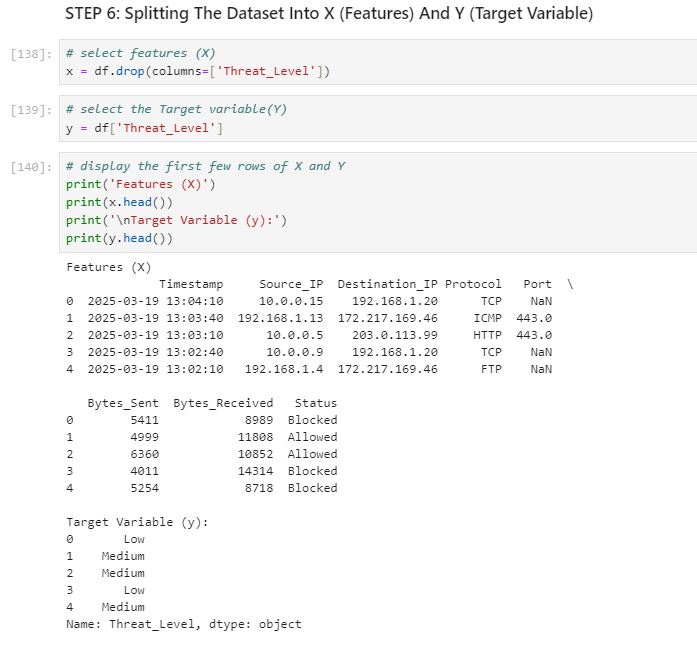 STEP 6: Splitting The Dataset Into X (Features) And Y (Target Variable)
[138]: # select features (X)
x = df.drop(columns=['Threat_Level'])
[139]: # select the Target variable(Y)
y = df['Threat_Level']
[140]: # display the first few rows of X and Y
print('Features (X)')
print(x.head())
print('\nTarget Variable (y):')
print(y.head())
Features (X)
Timestamp Source_IP Destination_IP Protocol Port \
0 2025-03-19 13:04:10 10.0.0.15 192.168.1.20 TCP NaN
1 2025-03-19 13:03:40 192.168.1.13 172.217.169.46 ICMP 443.0
2 2025-03-19 13:03:10 10.0.0.5 203.0.113.99 HTTP 443.0
3 2025-03-19 13:02:40 10.0.0.9 192.168.1.20 TCP NaN
4 2025-03-19 13:02:10 192.168.1.4 172.217.169.46 FTP NaN
Bytes_Sent Bytes_Received Status
0 5411 8989 Blocked
1 4999 11808 Allowed
2 6360 10852 Allowed
3 4011 14314 Blocked
4 5254 8718 Blocked
Target Variable (y):
0 Low
1 Medium
2 Medium
3 Low
4 Medium
Name: Threat_Level, dtype: object